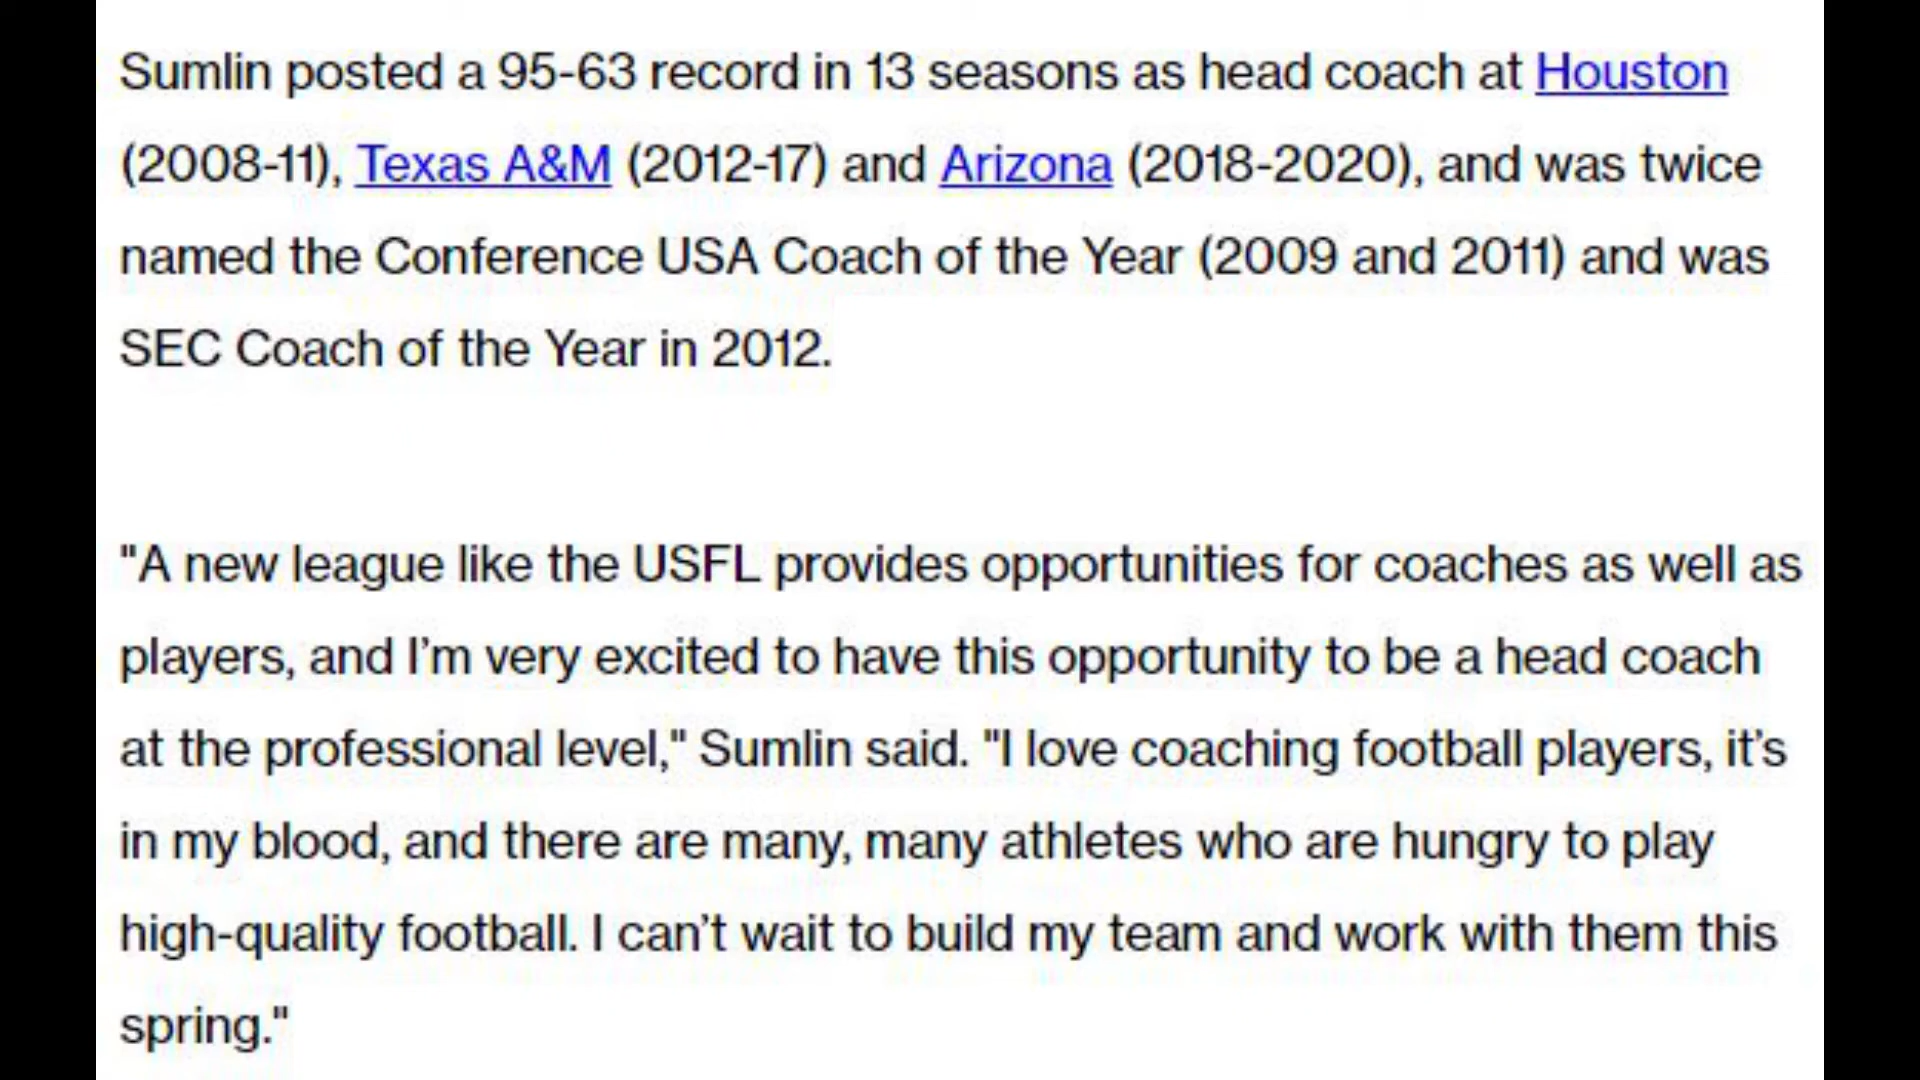 Sumlin posted a 95-63 record in 13 seasons as head coach at Houston
(2008-11), Texas A&M (2012-17) and Arizona (2018-2020), and was twice
named the Conference USA Coach of the Year (2009 and 2011) and was
SEC Coach of the Year in 2012.
"A new league like the USFL provides opportunities for coaches as well as
players, and I’m very excited to have this opportunity to be a head coach
at the professional level," Sumlin said. "I love coaching football players, it’s
in my blood, and there are many, many athletes who are hungry to play
high-quality football. I can’t wait to build my team and work with them this
spring."